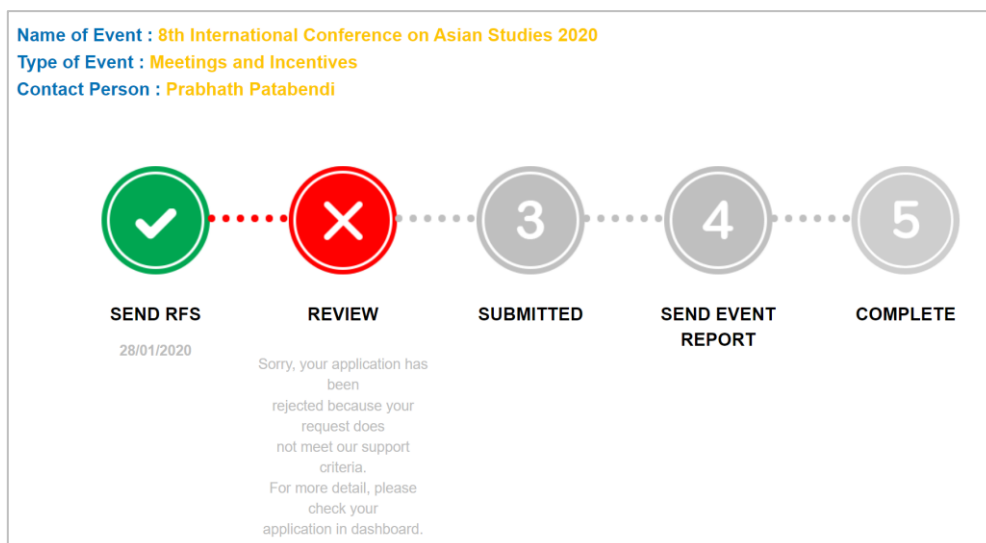 Name of Event : 8th International Conference on Asian Studies 2020
Type of Event : Meetings and Incentives
Contact Person : Prabhath Patabendi
3
4
5
SEND RFS
REVIEW
SUBMITTED
SEND EVENT
REPORT
COMPLETE
28/01/2020
Sorry, your application has
been
rejected because your
request does
not meet our support
criteria.
For more detail, please
check your
application in dashboard.